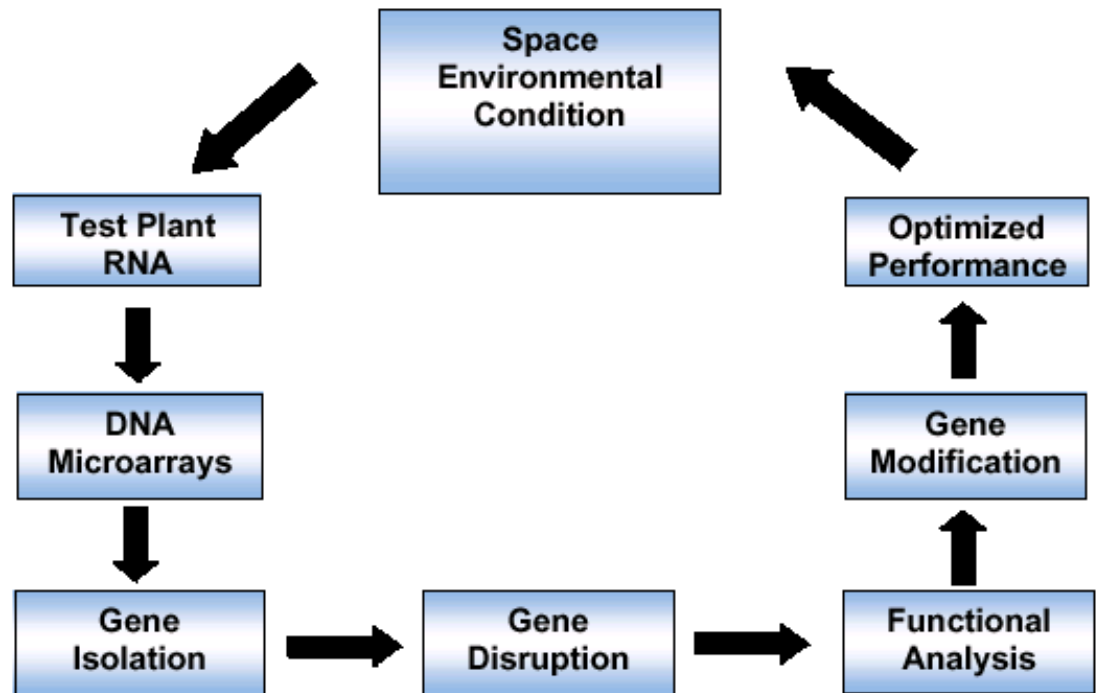 Space
Environmental
Condition
Test Plant
RNA
Optimized
Performance
DNA
Microarrays
Gene
Modification
Gene
Isolation
Gene
Disruption
Functional
Analysis